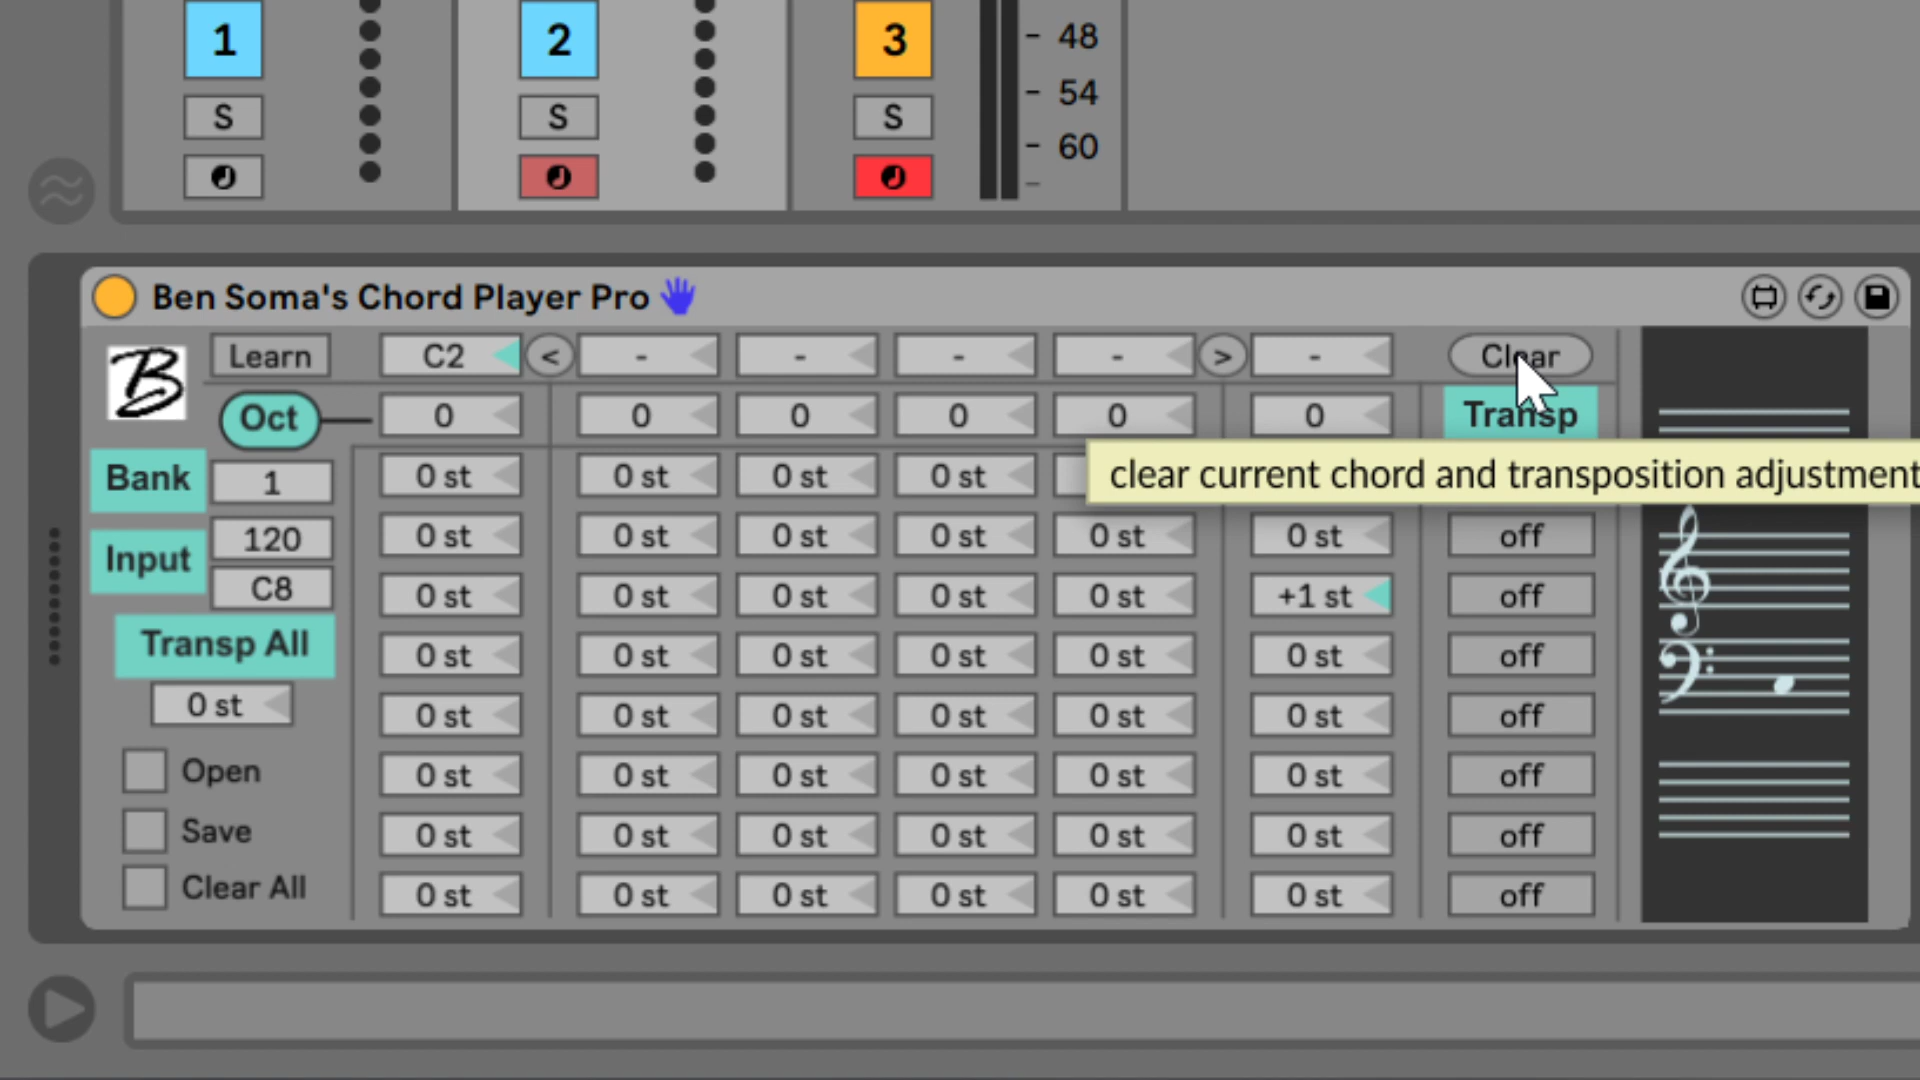 1 2 3 - 48
S S S - 54
- 60
Ben Soma's Chord Player Pro
B Learn C2 < - - - - > - Clear
Oct 0 0 0 0 0 0 Transp
Bank 1 0 st 0 st 0 st 0 st clear current chord and transposition adjustment
Input 120 0 st 0 st 0 st 0 st 0 st 0 st off
C8 0 st 0 st 0 st 0 st 0 st +1 st off
Transp All 0 st 0 st 0 st 0 st 0 st 0 st off
0 st 0 st 0 st 0 st 0 st 0 st 0 st off
Open 0 st 0 st 0 st 0 st 0 st 0 st off
Save 0 st 0 st 0 st 0 st 0 st 0 st off
Clear All 0 st 0 st 0 st 0 st 0 st 0 st off